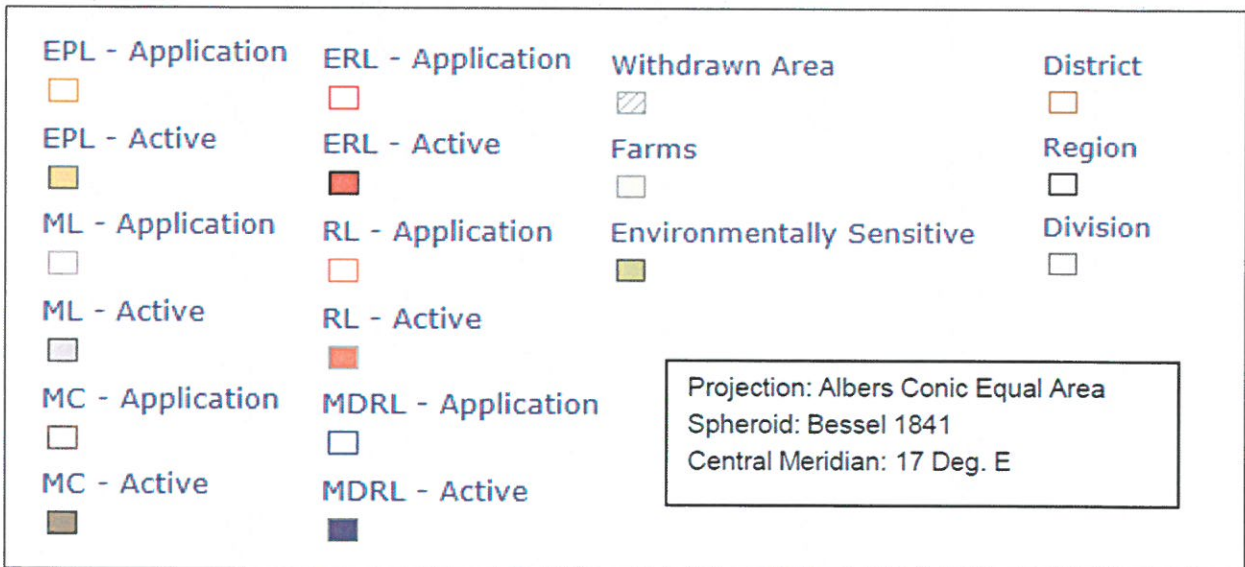 EPL - Application
EPL - Active
ML - Application
ML - Active
MC - Application
MC - Active
ERL - Application
ERL - Active
RL - Application
RL - Active
MDRL - Application
MDRL - Active
Withdrawn Area
Farms
Environmentally Sensitive
District
Region
Division
Projection: Albers Conic Equal Area
Spheroid: Bessel 1841
Central Meridian: 17 Deg. E